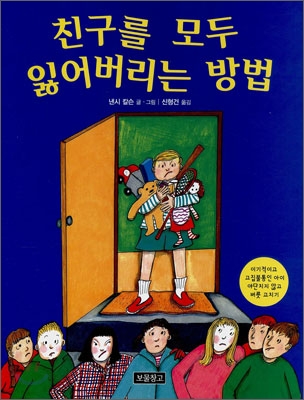 친구를 모두
잃어버리는 방법
낸시 칼슨 글·그림 | 신형건 옮김
이기적이고
고집불통인 아이
야단치지 않고
버릇 고치기
보물창고